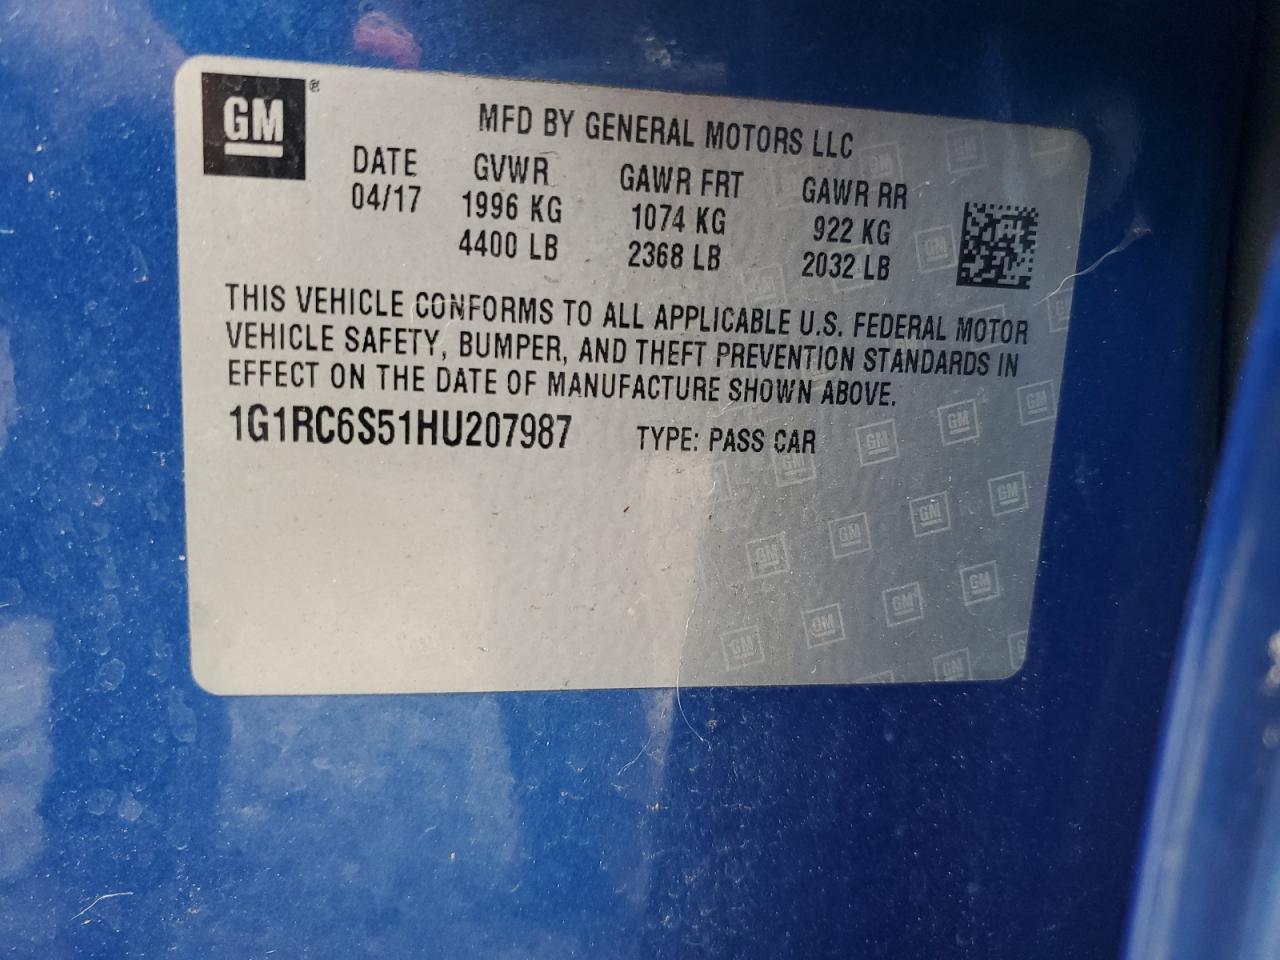 GM ®
MFD BY GENERAL MOTORS LLC
DATE GVWR GAWR FRT GAWR RR
04/17 1996 KG 1074 KG 922 KG
4400 LB 2368 LB 2032 LB
THIS VEHICLE CONFORMS TO ALL APPLICABLE U.S. FEDERAL MOTOR
VEHICLE SAFETY, BUMPER, AND THEFT PREVENTION STANDARDS IN
EFFECT ON THE DATE OF MANUFACTURE SHOWN ABOVE.
1G1RC6S51HU207987 TYPE: PASS CAR